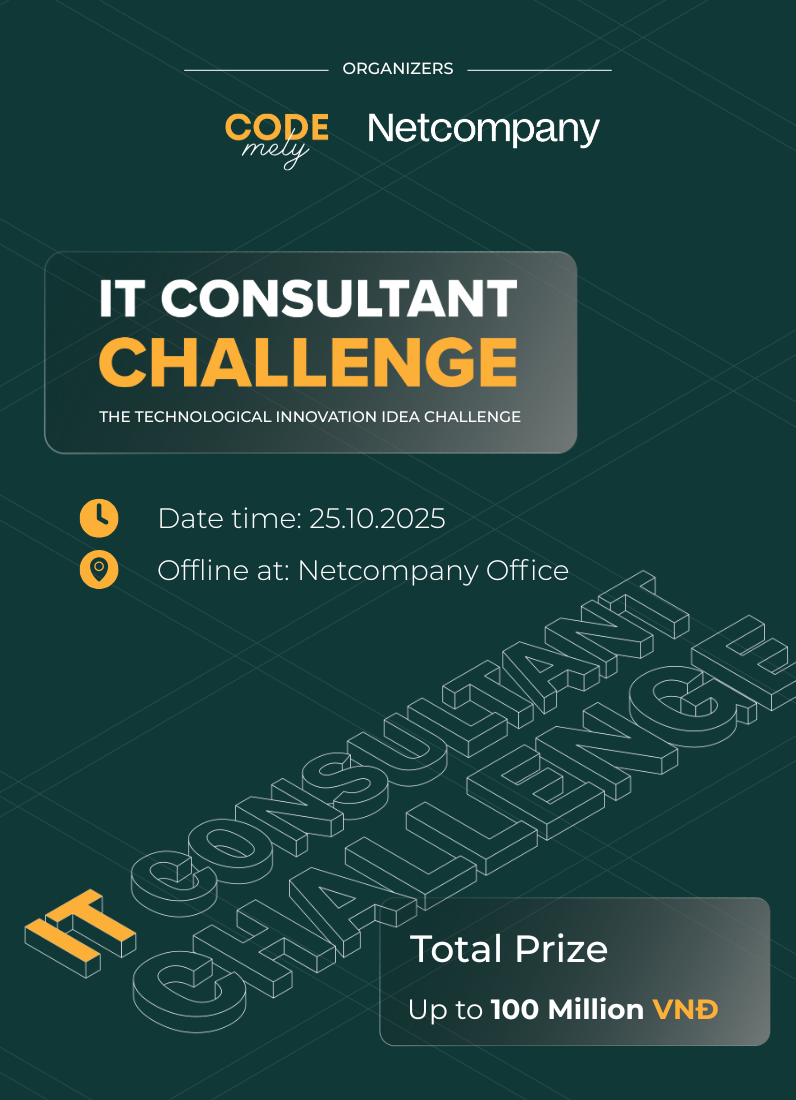 ORGANIZERS
CODE mely
Netcompany
IT CONSULTANT
CHALLENGE
THE TECHNOLOGICAL INNOVATION IDEA CHALLENGE
Date time: 25.10.2025
Offline at: Netcompany Office
IT CONSULTANT
CHALLENGE
Total Prize
Up to 100 Million VNĐ